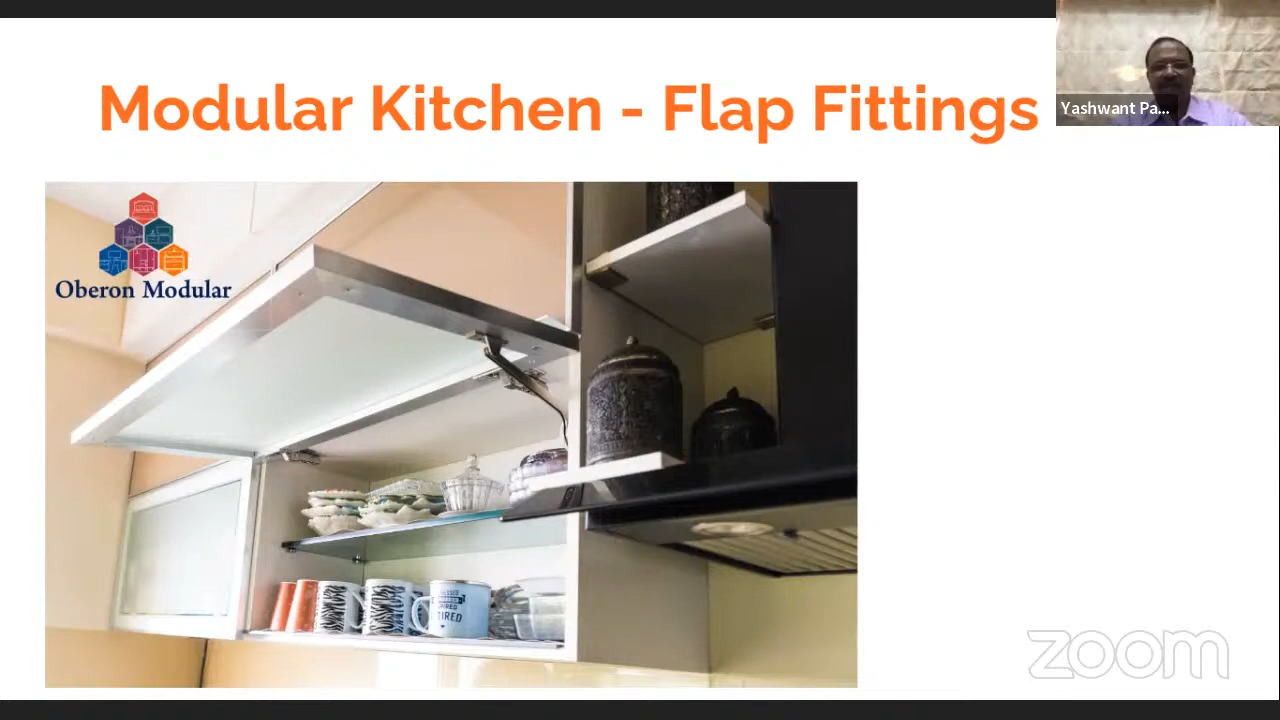 Modular Kitchen - Flap Fittings
Yashwant Pa...
Oberon Modular
zoom